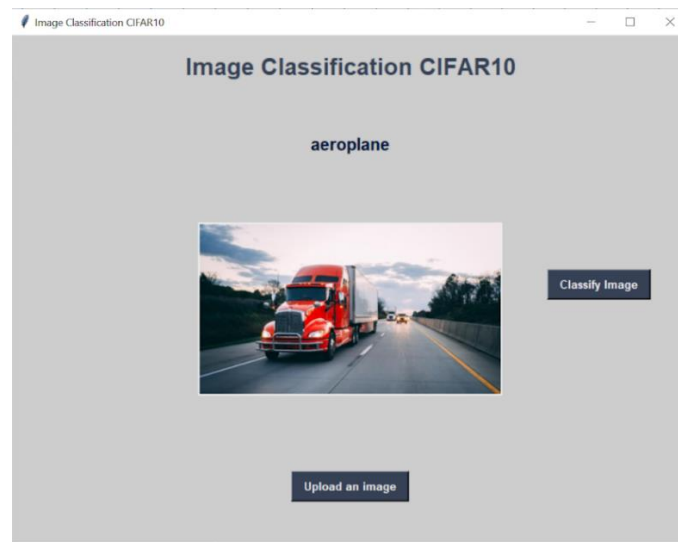 Image Classification CIFAR10
Image Classification CIFAR10
aeroplane
Classify Image
Upload an image